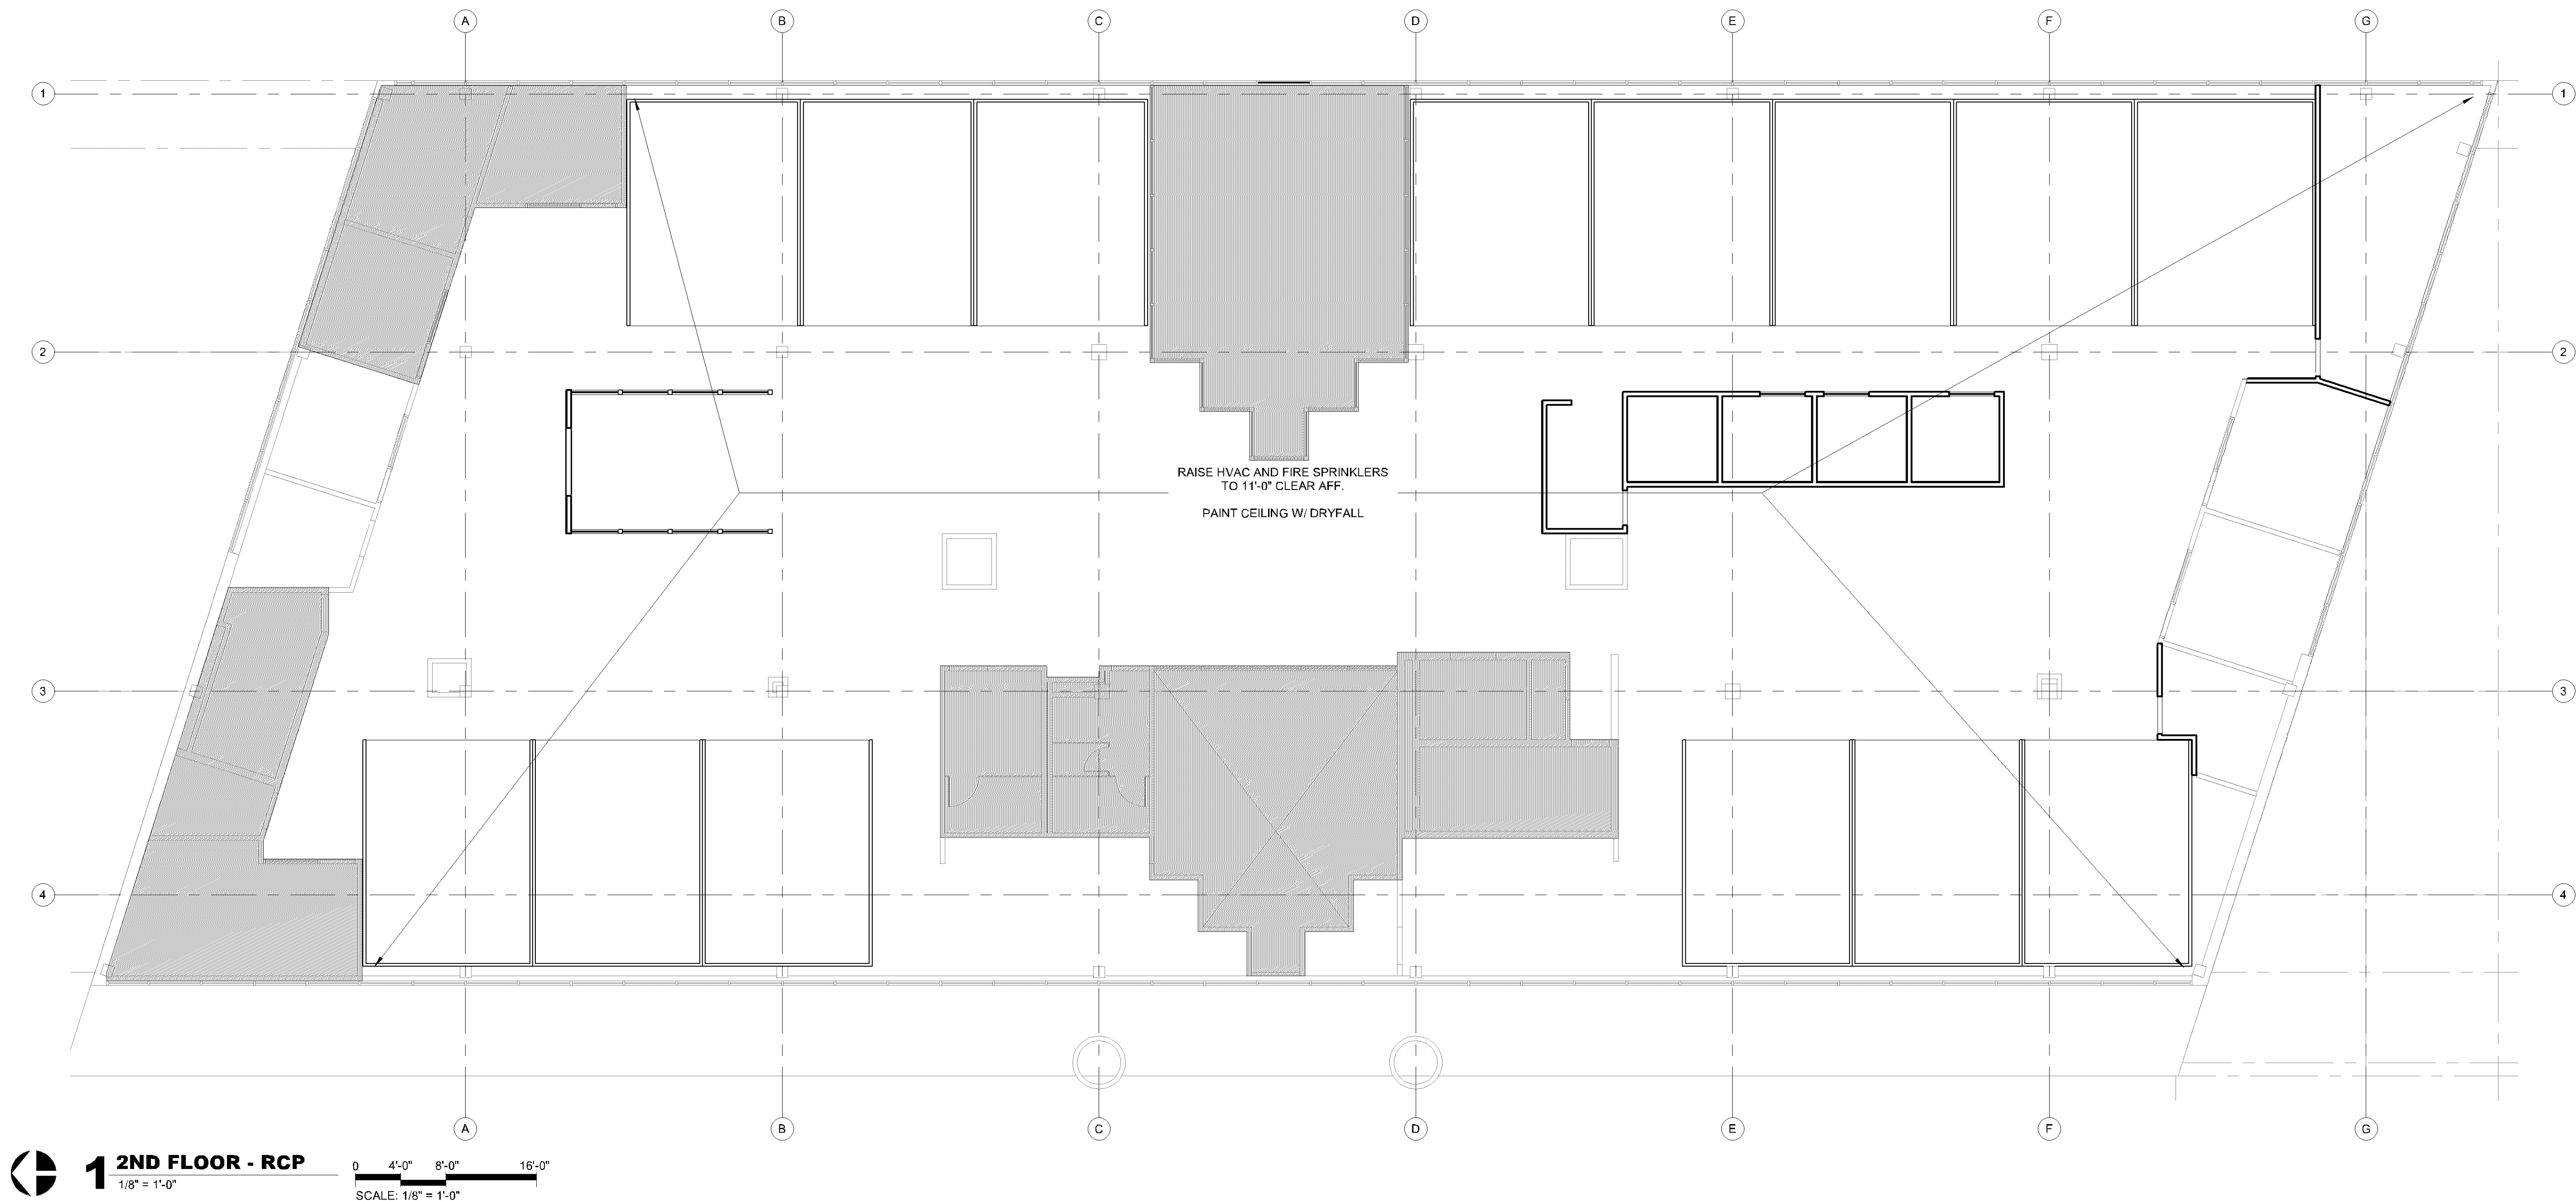 A B C D E F G
1 1
2 2
RAISE HVAC AND FIRE SPRINKLERS
TO 11'-0" CLEAR AFF.
PAINT CEILING W/ DRYFALL
3 3
4 4
A B C D E F G
1 2ND FLOOR - RCP
1/8" = 1'-0"
0 4'-0" 8'-0" 16'-0"
SCALE: 1/8" = 1'-0"